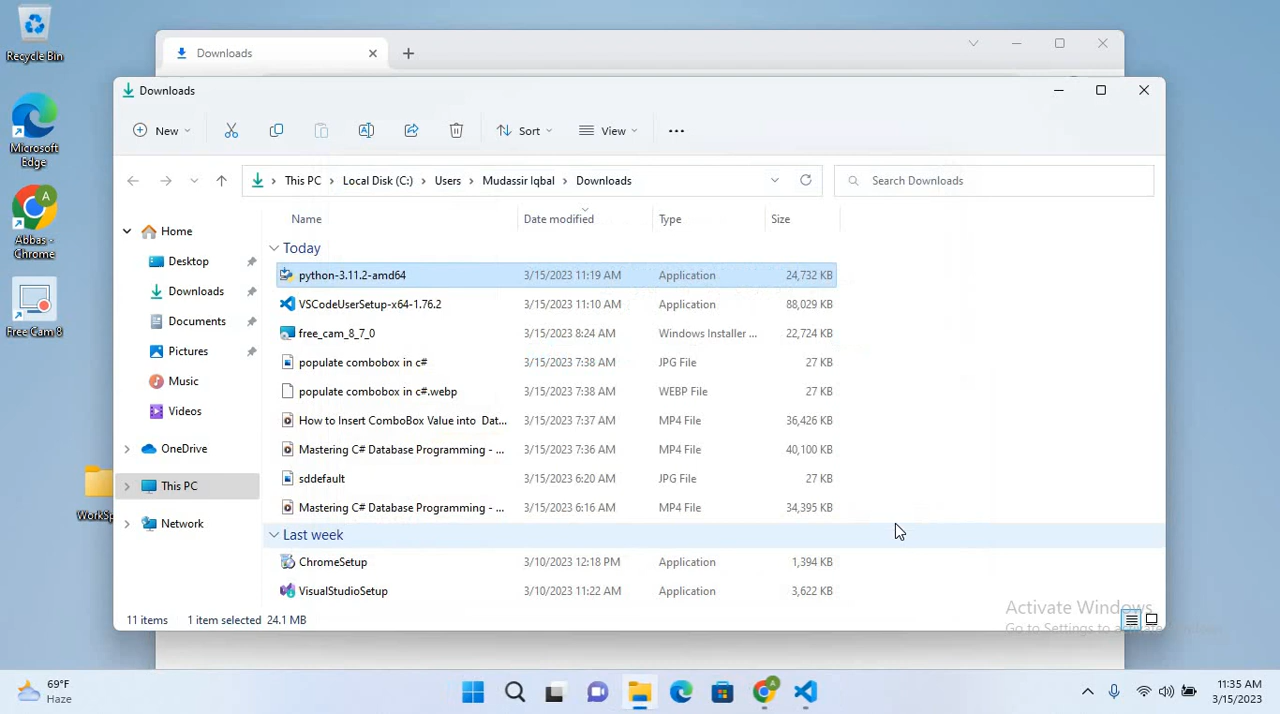 Recycle Bin
Microsoft
Edge
Abbas -
Chrome
Free Cam 8
Downloads
Downloads
New
Sort
View
This PC > Local Disk (C:) > Users > Mudassir Iqbal > Downloads
Search Downloads
Home
Desktop
Downloads
Documents
Pictures
Music
Videos
OneDrive
This PC
Network
Name Date modified Type Size
Today
python-3.11.2-amd64 3/15/2023 11:19 AM Application 24,732 KB
VSCodeUserSetup-x64-1.76.2 3/15/2023 11:10 AM Application 88,029 KB
free_cam_8_7_0 3/15/2023 8:24 AM Windows Installer ... 22,724 KB
populate combobox in c# 3/15/2023 7:38 AM JPG File 27 KB
populate combobox in c#.webp 3/15/2023 7:38 AM WEBP File 27 KB
How to Insert ComboBox Value into Dat... 3/15/2023 7:37 AM MP4 File 36,426 KB
Mastering C# Database Programming - ... 3/15/2023 7:36 AM MP4 File 40,100 KB
sddefault 3/15/2023 6:20 AM JPG File 27 KB
Mastering C# Database Programming - ... 3/15/2023 6:16 AM MP4 File 34,395 KB
Last week
ChromeSetup 3/10/2023 12:18 PM Application 1,394 KB
VisualStudioSetup 3/10/2023 11:22 AM Application 3,622 KB
11 items 1 item selected 24.1 MB
Activate Windows
Go to Settings to
69°F
Haze
11:35 AM
3/15/2023